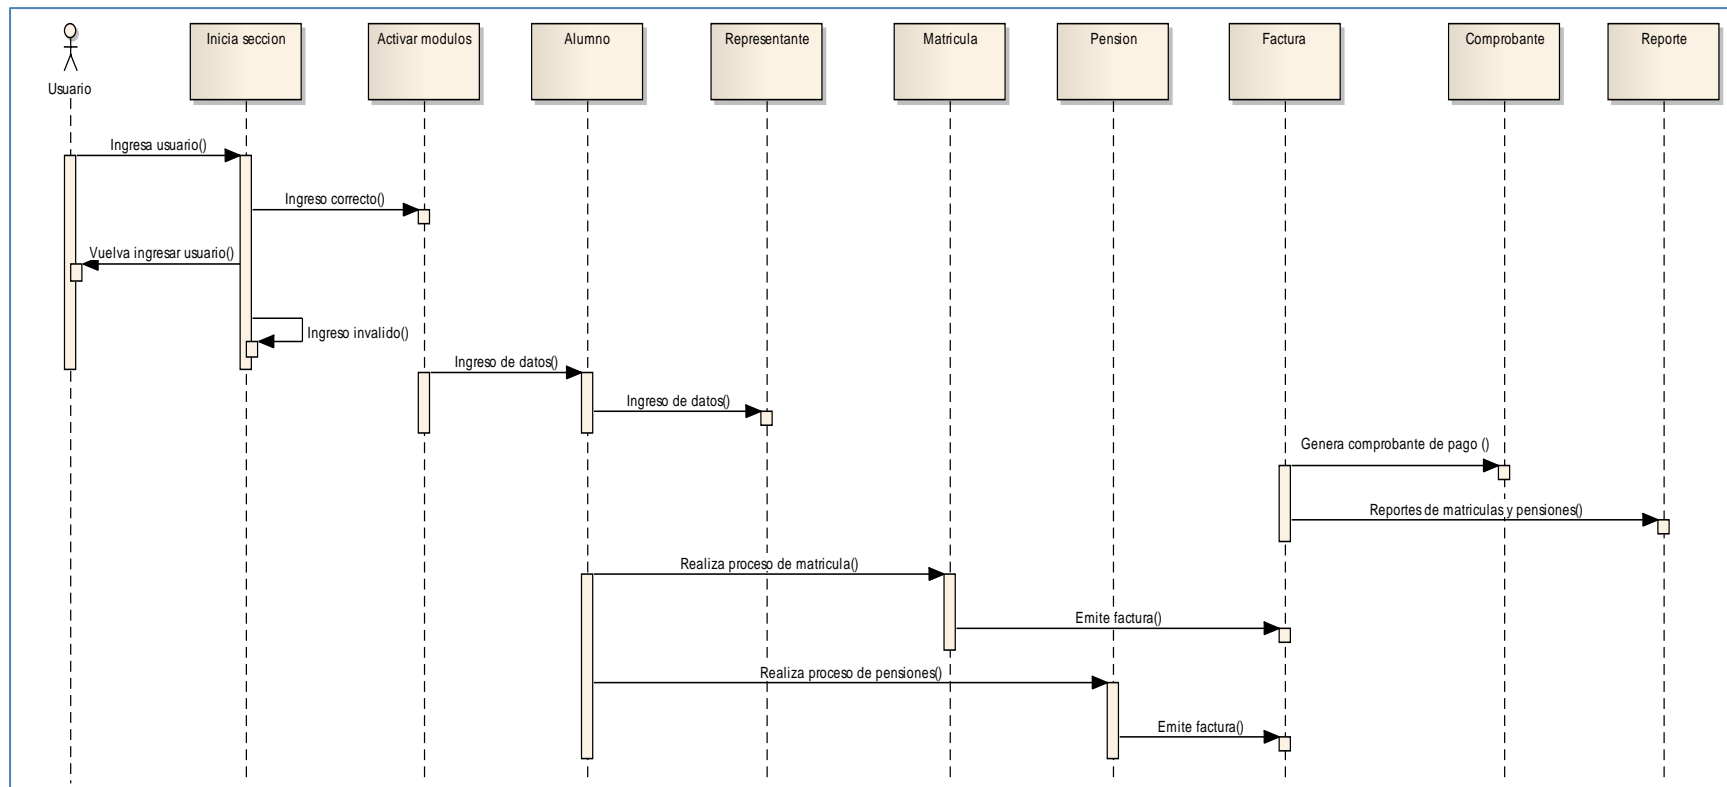 Inicia seccion
Activar modulos
Alumno
Representante
Matricula
Pension
Factura
Comprobante
Reporte
Usuario
Ingresa usuario()
Ingreso correcto()
Vuelva ingresar usuario()
Ingreso invalido()
Ingreso de datos()
Ingreso de datos()
Genera comprobante de pago ()
Reportes de matriculas y pensiones()
Realiza proceso de matricula()
Emite factura()
Realiza proceso de pensiones()
Emite factura()